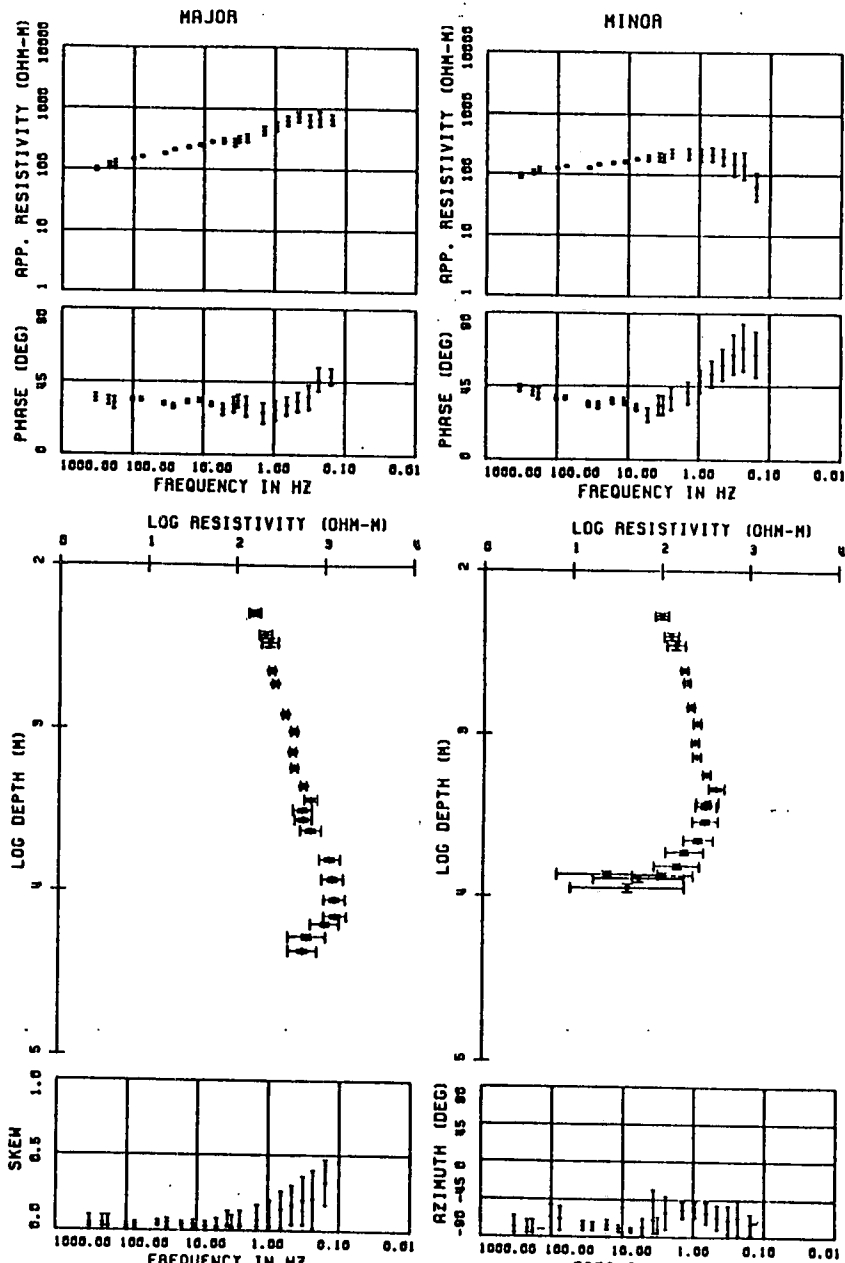 MAJOR
APP. RESISTIVITY (OHM-M)
10000
1000
100
10
1
PHASE (DEG)
90
45
0
1000.00 100.00 10.00 1.00 0.10 0.01
FREQUENCY IN HZ
MINOR
APP. RESISTIVITY (OHM-M)
10000
1000
100
10
1
PHASE (DEG)
90
45
0
1000.00 100.00 10.00 1.00 0.10 0.01
FREQUENCY IN HZ
LOG RESISTIVITY (OHM-M)
0 1 2 3 4
LOG DEPTH (M)
2
3
4
5
LOG RESISTIVITY (OHM-M)
0 1 2 3 4
LOG DEPTH (M)
2
3
4
5
SKEW
1.0
0.5
0.0
1000.00 100.00 10.00 1.00 0.10 0.01
FREQUENCY IN HZ
AZIMUTH (DEG)
90
45
0
-45
-90
1000.00 100.00 10.00 1.00 0.10 0.01